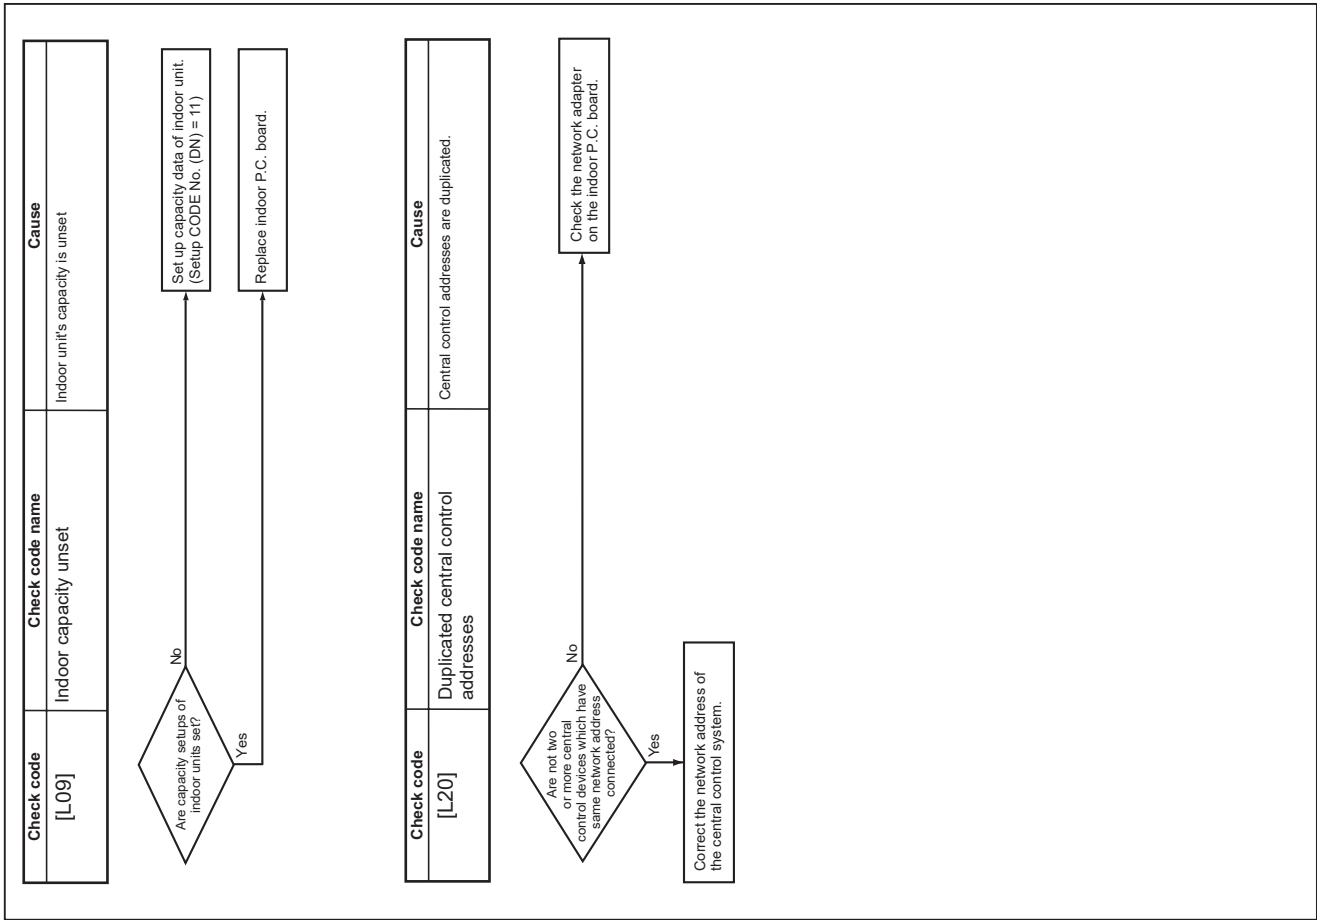 Check code
Check code name
Cause
[L09]
Indoor capacity unset
Indoor unit's capacity is unset
Are capacity setups of
indoor units set?
No
Set up capacity data of indoor unit.
(Setup CODE No. (DN) = 11)
Yes
Replace indoor P.C. board.
Check code
Check code name
Cause
[L20]
Duplicated central control
addresses
Central control addresses are duplicated.
Are not two
or more central
control devices which have
same network address
connected?
No
Check the network adapter
on the indoor P.C. board.
Yes
Correct the network address of
the central control system.